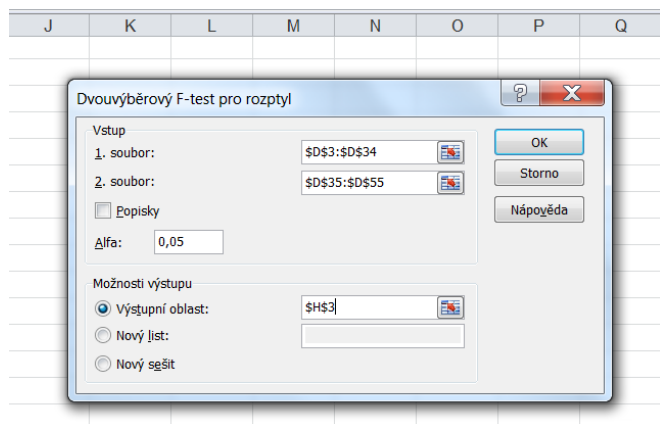 J K L M N O P Q
Dvouvýběrový F-test pro rozptyl
Vstup
1. soubor: $D$3:$D$34
2. soubor: $D$35:$D$55
Popisky
Alfa: 0,05
OK
Storno
Nápověda
Možnosti výstupu
Výstupní oblast: $H$3
Nový list:
Nový sešit